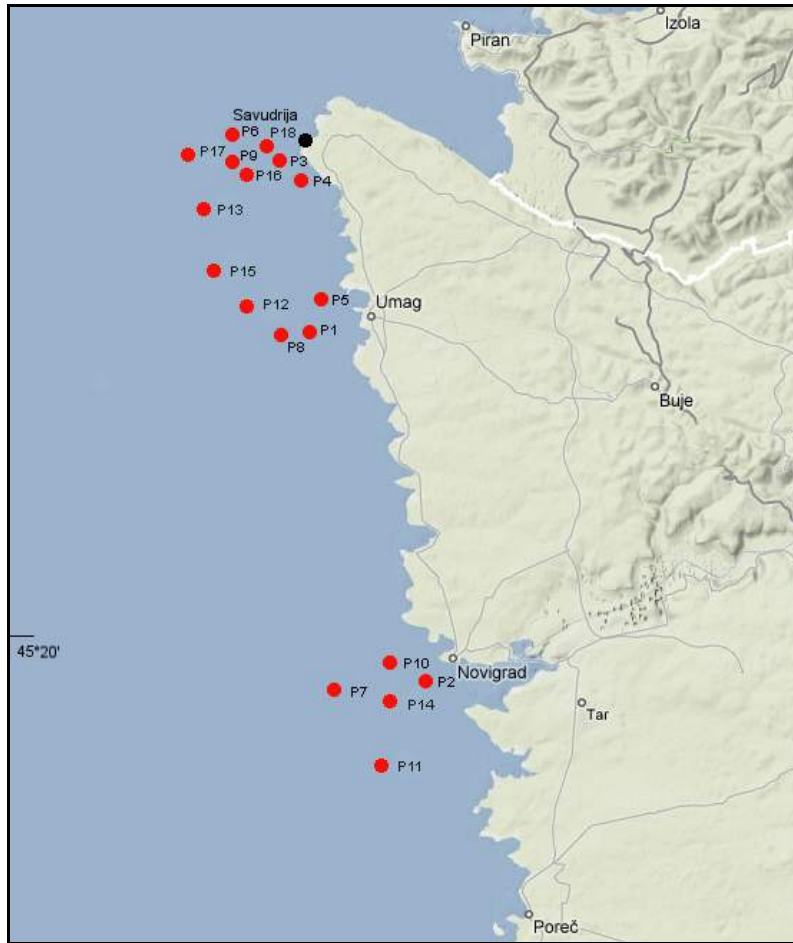 Izola
Piran
Savudrija
P6
P18
P17
P9
P3
P16
P4
P13
P15
P5
P12
Umag
P1
P8
Buje
45°20'
P10
Novigrad
P2
P7
P14
Tar
P11
Poreč